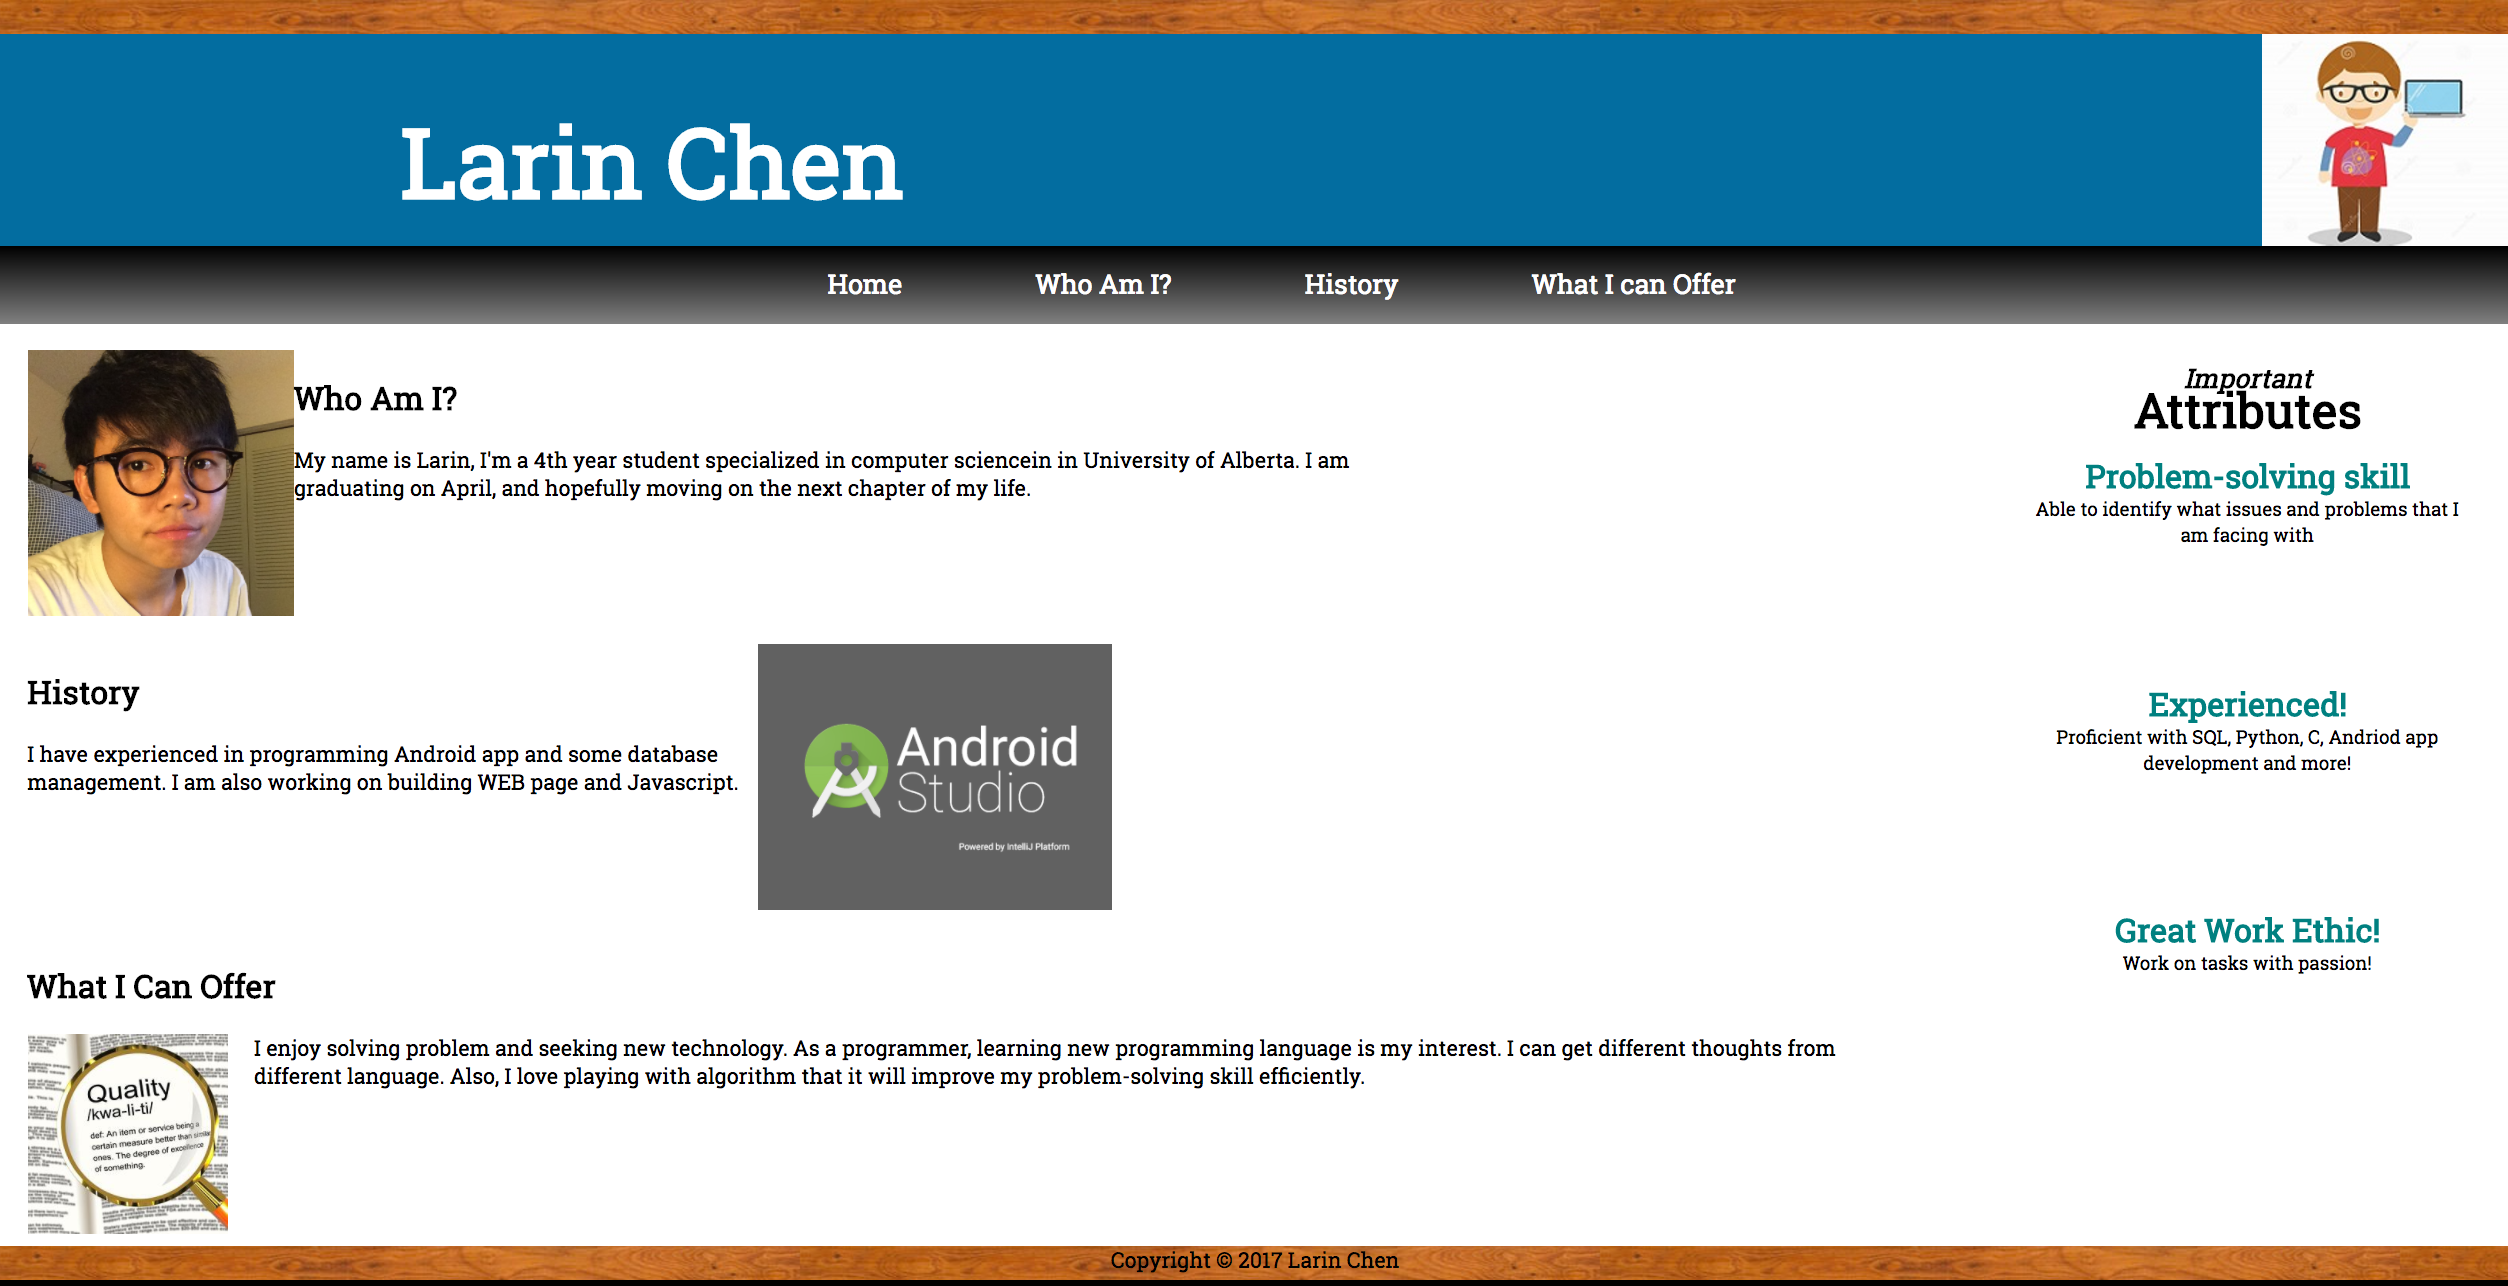 Larin Chen
Home
Who Am I?
History
What I can Offer
Who Am I?
My name is Larin, I'm a 4th year student specialized in computer sciencein in University of Alberta. I am
graduating on April, and hopefully moving on the next chapter of my life.
History
I have experienced in programming Android app and some database
management. I am also working on building WEB page and Javascript.
Android
Studio
Powered by IntelliJ Platform
What I Can Offer
Quality
/kwa-li-ti/
def: An item or service being a
certain measure better than similar
ones. The degree of excellence
of something.
I enjoy solving problem and seeking new technology. As a programmer, learning new programming language is my interest. I can get different thoughts from
different language. Also, I love playing with algorithm that it will improve my problem-solving skill efficiently.
Important
Attributes
Problem-solving skill
Able to identify what issues and problems that I
am facing with
Experienced!
Proficient with SQL, Python, C, Andriod app
development and more!
Great Work Ethic!
Work on tasks with passion!
Copyright © 2017 Larin Chen